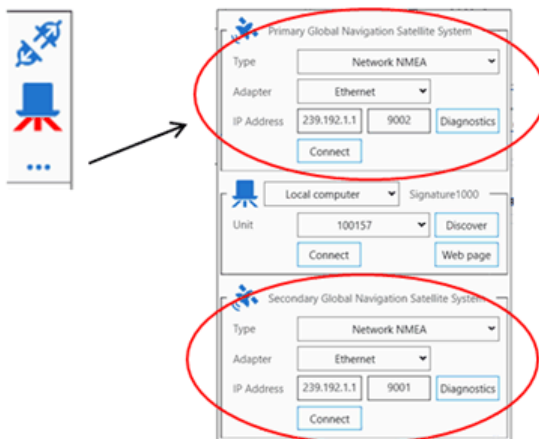 Primary Global Navigation Satellite System
Type Network NMEA
Adapter Ethernet
IP Address 239.192.1.1 9002 Diagnostics
Connect
Local computer Signature1000
Unit 100157 Discover
Connect Web page
Secondary Global Navigation Satellite System
Type Network NMEA
Adapter Ethernet
IP Address 239.192.1.1 9001 Diagnostics
Connect